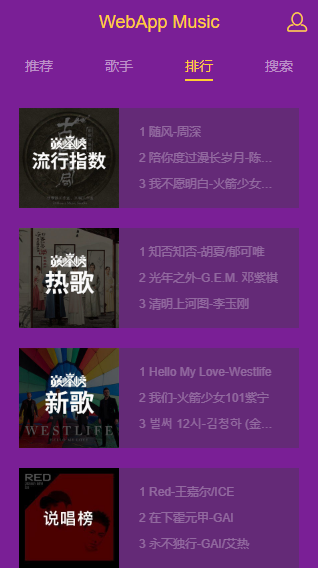 WebApp Music
推荐 歌手 排行 搜索
巅峰榜
流行指数
1 随风-周深
2 陪你度过漫长岁月-陈...
3 我不愿明白-火箭少女...
巅峰榜
热歌
1 知否知否-胡夏/郁可唯
2 光年之外-G.E.M. 邓紫棋
3 清明上河图-李玉刚
巅峰榜
新歌
WESTLIFE
1 Hello My Love-Westlife
2 我们-火箭少女101紫宁
3 벌써 12시-김청하 (金...
RED
说唱榜
1 Red-王嘉尔/ICE
2 在下霍元甲-GAI
3 永不独行-GAI/艾热